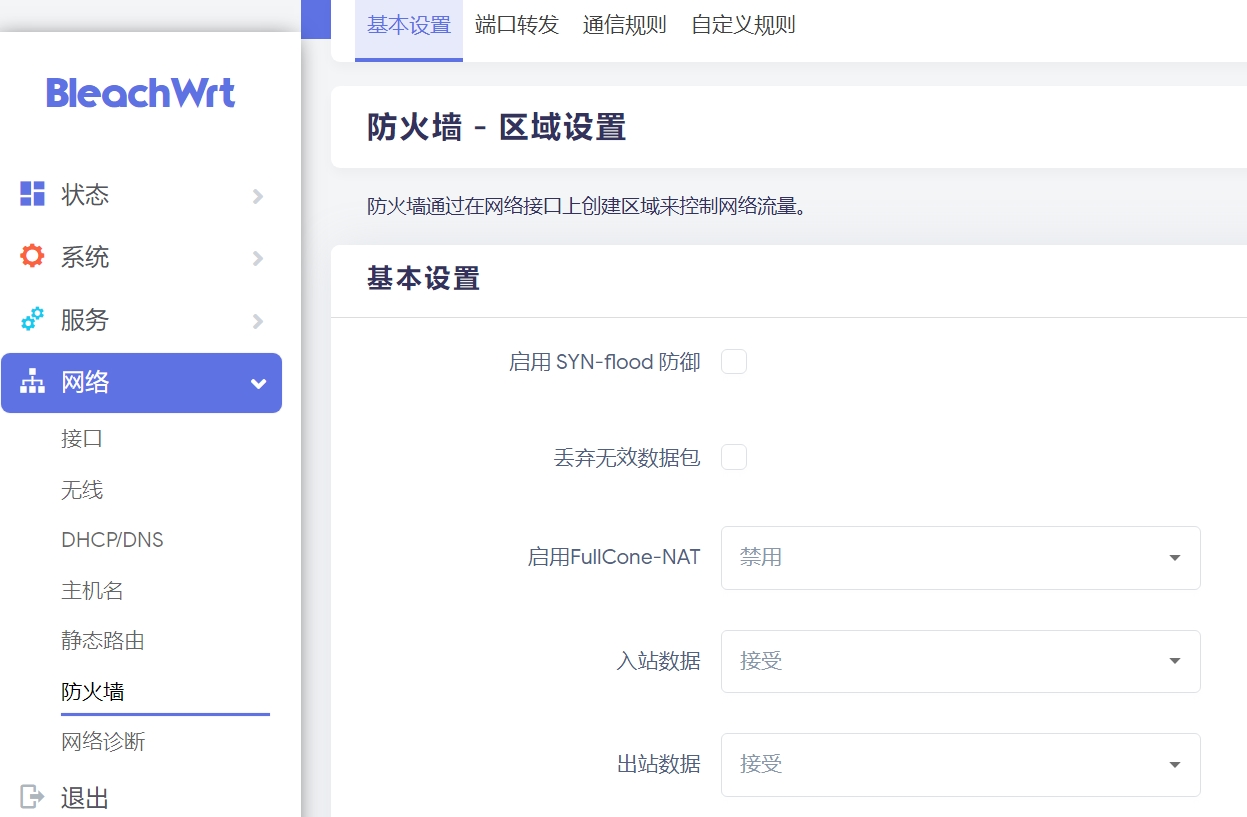 BleachWrt
状态
系统
服务
网络
接口
无线
DHCP/DNS
主机名
静态路由
防火墙
网络诊断
退出
基本设置 端口转发 通信规则 自定义规则
防火墙 - 区域设置
防火墙通过在网络接口上创建区域来控制网络流量。
基本设置
启用 SYN-flood 防御
丢弃无效数据包
启用FullCone-NAT 禁用
入站数据 接受
出站数据 接受